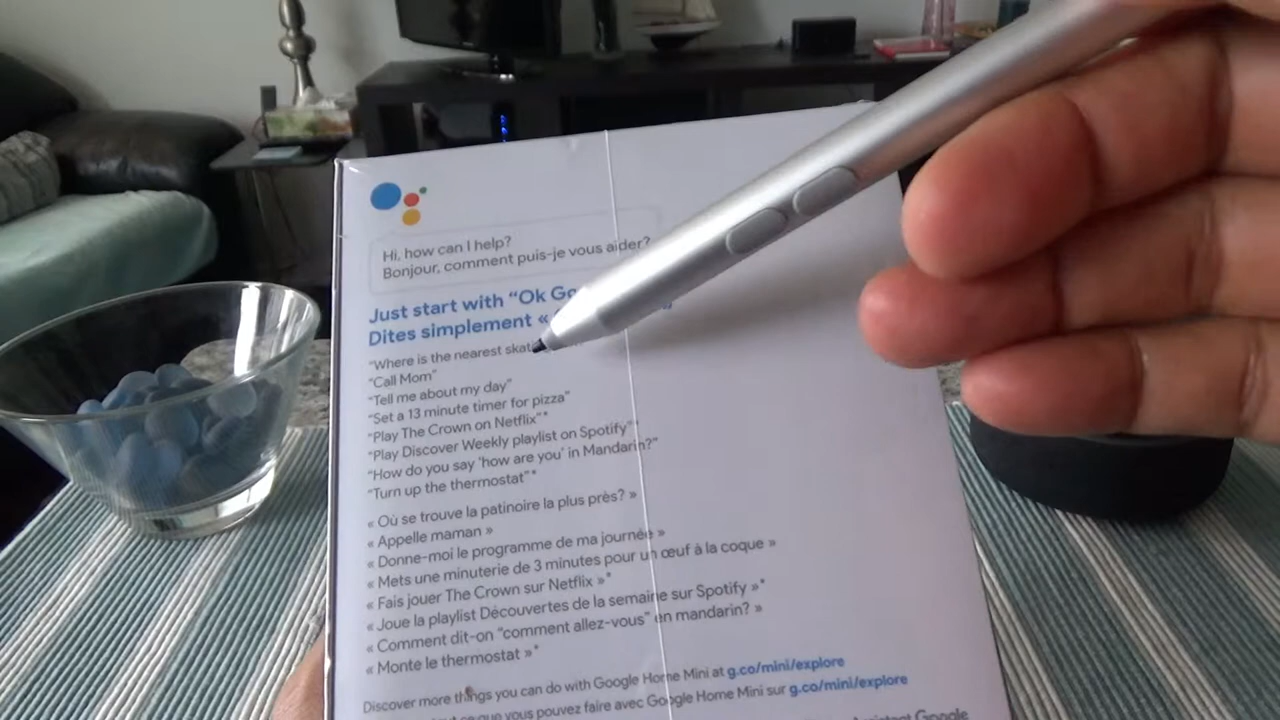 Hi, how can I help?
Bonjour, comment puis-je vous aider?
Just start with “Ok
Dites simplement «
“Where is the nearest
“Call Mom”
“Tell me about my day”
“Set a 13 minute timer for pizza”
“Play The Crown on Netflix”*
“Play Discover Weekly playlist on Spotify”*
“How do you say ‘how are you’ in Mandarin?”
“Turn up the thermostat”*
« Où se trouve la patinoire la plus près? »
« Appelle maman »
« Donne-moi le programme de ma journée »
« Mets une minuterie de 3 minutes pour un œuf à la coque »
« Fais jouer The Crown sur Netflix »*
« Joue la playlist Découvertes de la semaine sur Spotify »*
« Comment dit-on “comment allez-vous” en mandarin? »
« Monte le thermostat »*
Discover more things you can do with Google Home Mini at g.co/mini/explore
ce que vous pouvez faire avec Google Home Mini sur g.co/mini/explore
Assistant Google